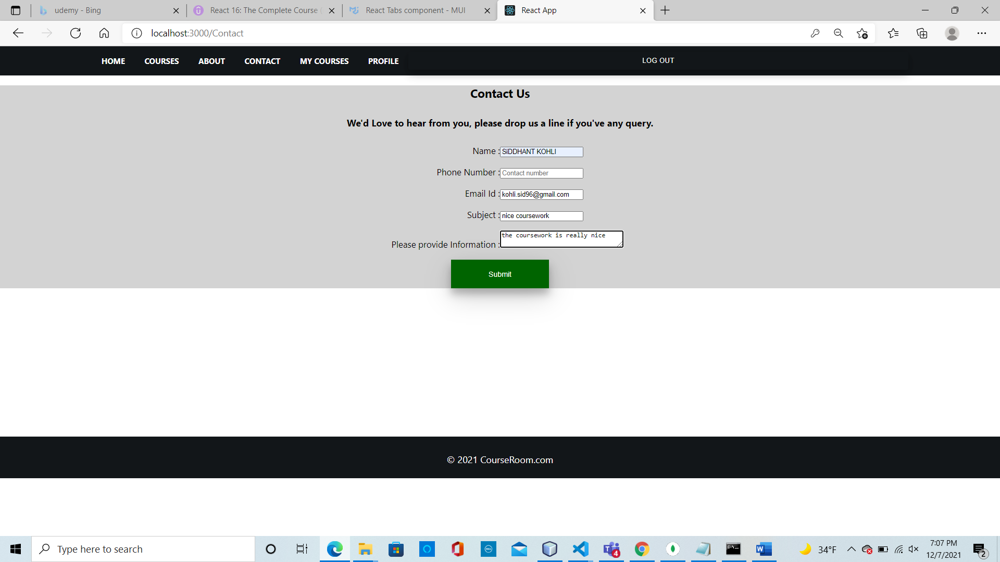 udemy - Bing
React 16: The Complete Course (
React Tabs component - MUI
React App
localhost:3000/Contact
HOME COURSES ABOUT CONTACT MY COURSES PROFILE LOG OUT
Contact Us
We'd Love to hear from you, please drop us a line if you've any query.
Name : SiDDHANT KOHLI
Phone Number : Contact number
Email Id : kohli.sid96@gmail.com
Subject : nice coursework
Please provide Information : the coursework is really nice
Submit
© 2021 CourseRoom.com
Type here to search
4
34°F
7:07 PM
12/7/2021
2